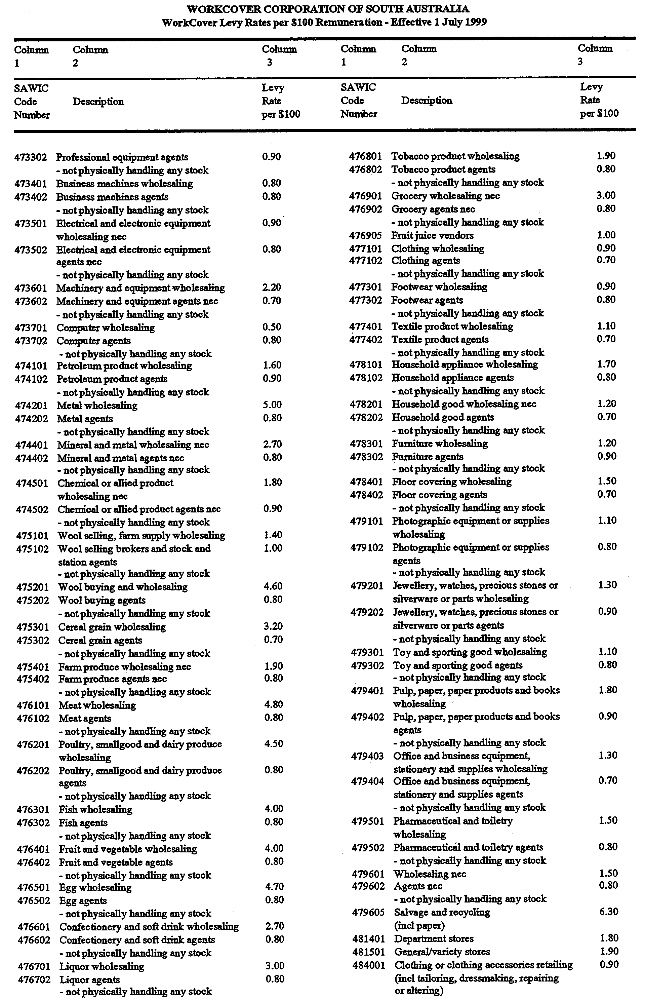 WORKCOVER CORPORATION OF SOUTH AUSTRALIA
WorkCover Levy Rates per $100 Remuneration - Effective 1 July 1999
Column 1 Column 2 Column 3 Column 1 Column 2 Column 3
SAWIC Code Number Description Levy Rate per $100 SAWIC Code Number Description Levy Rate per $100
473302 Professional equipment agents 0.90
- not physically handling any stock
473401 Business machines wholesaling 0.80
473402 Business machines agents 0.80
- not physically handling any stock
473501 Electrical and electronic equipment 0.90
wholesaling nec
473502 Electrical and electronic equipment 0.80
agents nec
- not physically handling any stock
473601 Machinery and equipment wholesaling 2.20
473602 Machinery and equipment agents nec 0.70
- not physically handling any stock
473701 Computer wholesaling 0.50
473702 Computer agents 0.80
- not physically handling any stock
474101 Petroleum product wholesaling 1.60
474102 Petroleum product agents 0.90
- not physically handling any stock
474201 Metal wholesaling 5.00
474202 Metal agents 0.80
- not physically handling any stock
474401 Mineral and metal wholesaling nec 2.70
474402 Mineral and metal agents nec 0.80
- not physically handling any stock
474501 Chemical or allied product 1.80
wholesaling nec
474502 Chemical or allied product agents nec 0.90
- not physically handling any stock
475101 Wool selling, farm supply wholesaling 1.40
475102 Wool selling brokers and stock and 1.00
station agents
- not physically handling any stock
475201 Wool buying and wholesaling 4.60
475202 Wool buying agents 0.80
- not physically handling any stock
475301 Cereal grain wholesaling 3.20
475302 Cereal grain agents 0.70
- not physically handling any stock
475401 Farm produce wholesaling nec 1.90
475402 Farm produce agents nec 0.80
- not physically handling any stock
476101 Meat wholesaling 4.80
476102 Meat agents 0.80
- not physically handling any stock
476201 Poultry, smallgood and dairy produce 4.50
wholesaling
476202 Poultry, smallgood and dairy produce 0.80
agents
- not physically handling any stock
476301 Fish wholesaling 4.00
476302 Fish agents 0.80
- not physically handling any stock
476401 Fruit and vegetable wholesaling 4.00
476402 Fruit and vegetable agents 0.80
- not physically handling any stock
476501 Egg wholesaling 4.70
476502 Egg agents 0.80
- not physically handling any stock
476601 Confectionery and soft drink wholesaling 2.70
476602 Confectionery and soft drink agents 0.80
- not physically handling any stock
476701 Liquor wholesaling 3.00
476702 Liquor agents 0.80
- not physically handling any stock
476801 Tobacco product wholesaling 1.90
476802 Tobacco product agents 0.80
- not physically handling any stock
476901 Grocery wholesaling nec 3.00
476902 Grocery agents nec 0.80
- not physically handling any stock
476905 Fruit juice vendors 1.00
477101 Clothing wholesaling 0.90
477102 Clothing agents 0.70
- not physically handling any stock
477301 Footwear wholesaling 0.90
477302 Footwear agents 0.80
- not physically handling any stock
477401 Textile product wholesaling 1.10
477402 Textile product agents 0.70
- not physically handling any stock
478101 Household appliance wholesaling 1.70
478102 Household appliance agents 0.80
- not physically handling any stock
478201 Household good wholesaling nec 1.20
478202 Household good agents 0.70
- not physically handling any stock
478301 Furniture wholesaling 1.20
478302 Furniture agents 0.90
- not physically handling any stock
478401 Floor covering wholesaling 1.50
478402 Floor covering agents 0.70
- not physically handling any stock
479101 Photographic equipment or supplies 1.10
wholesaling
479102 Photographic equipment or supplies 0.80
agents
- not physically handling any stock
479201 Jewellery, watches, precious stones or 1.30
silverware or parts wholesaling
479202 Jewellery, watches, precious stones or 0.90
silverware or parts agents
- not physically handling any stock
479301 Toy and sporting good wholesaling 1.10
479302 Toy and sporting good agents 0.80
- not physically handling any stock
479401 Pulp, paper, paper products and books 1.80
wholesaling
479402 Pulp, paper, paper products and books 0.90
agents
- not physically handling any stock
479403 Office and business equipment, 1.30
stationery and supplies wholesaling
479404 Office and business equipment, 0.70
stationery and supplies agents
- not physically handling any stock
479501 Pharmaceutical and toiletry 1.50
wholesaling
479502 Pharmaceutical and toiletry agents 0.80
- not physically handling any stock
479601 Wholesaling nec 1.50
479602 Agents nec 0.80
- not physically handling any stock
479605 Salvage and recycling 6.30
(incl paper)
481401 Department stores 1.80
481501 General/variety stores 1.90
484001 Clothing or clothing accessories retailing 0.90
(incl tailoring, dressmaking, repairing
or altering)